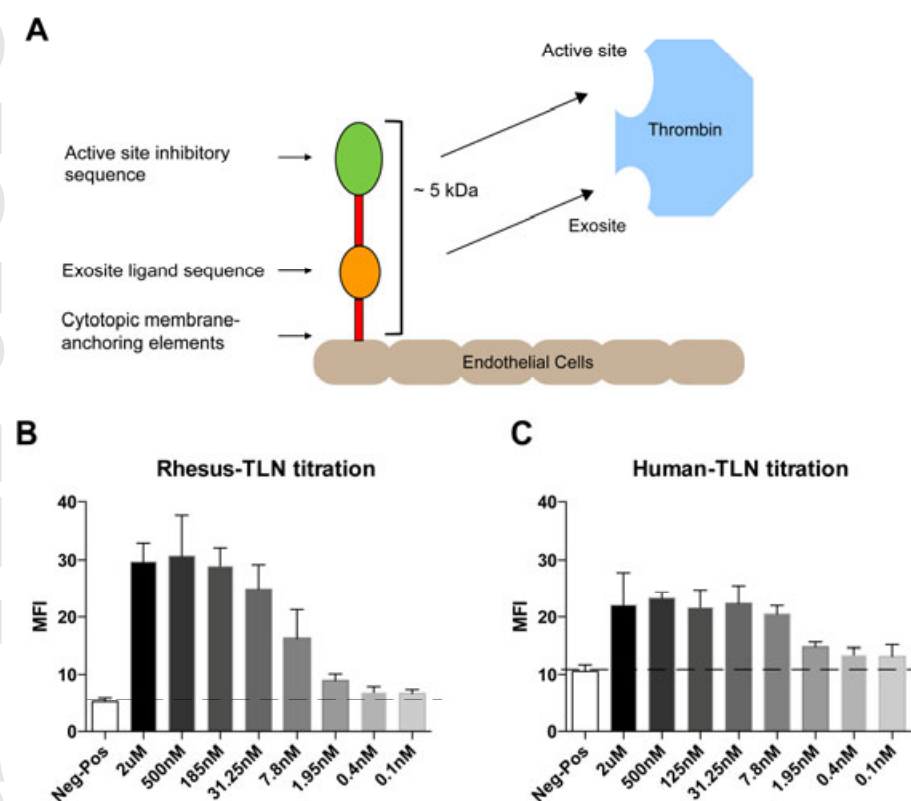 A
Active site
Thrombin
Active site inhibitory
sequence
~ 5 kDa
Exosite
Exosite ligand sequence
Cytotopic membrane-
anchoring elements
Endothelial Cells
B
Rhesus-TLN titration
MFI
40
30
20
10
0
Neg-Pos
2uM
500nM
185nM
31.25nM
7.8nM
1.95nM
0.4nM
0.1nM
C
Human-TLN titration
MFI
40
30
20
10
0
Neg-Pos
2uM
500nM
125nM
31.25nM
7.8nM
1.95nM
0.4nM
0.1nM